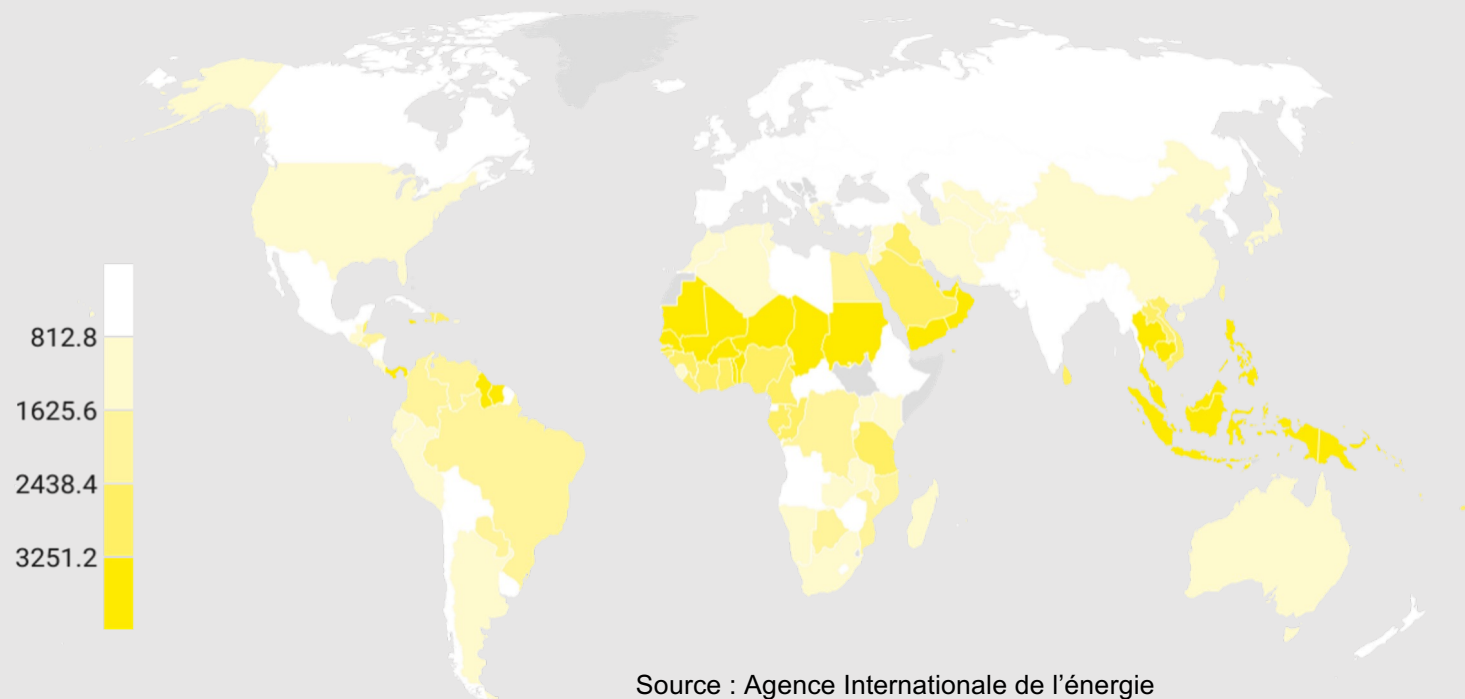 812.8
1625.6
2438.4
3251.2
Source : Agence Internationale de l’énergie